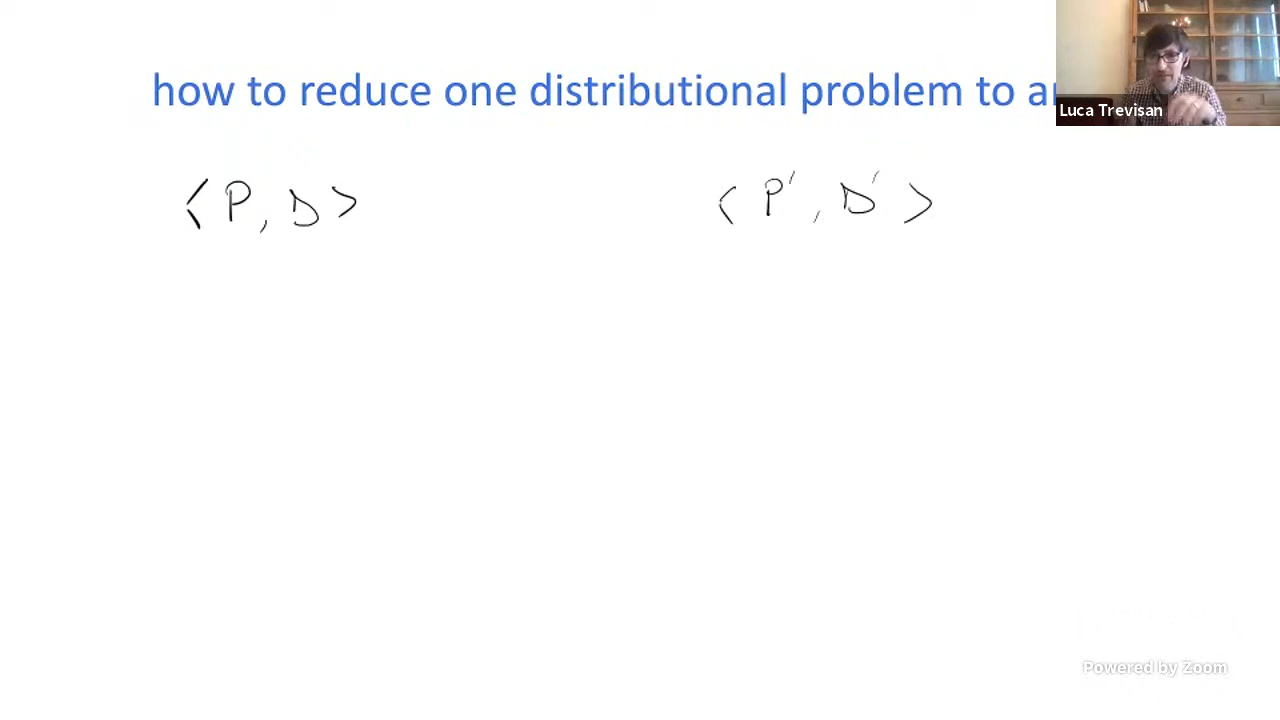 how to reduce one distributional problem to
Luca Trevisan
< P, D > < P', D' >
Powered by Zoom